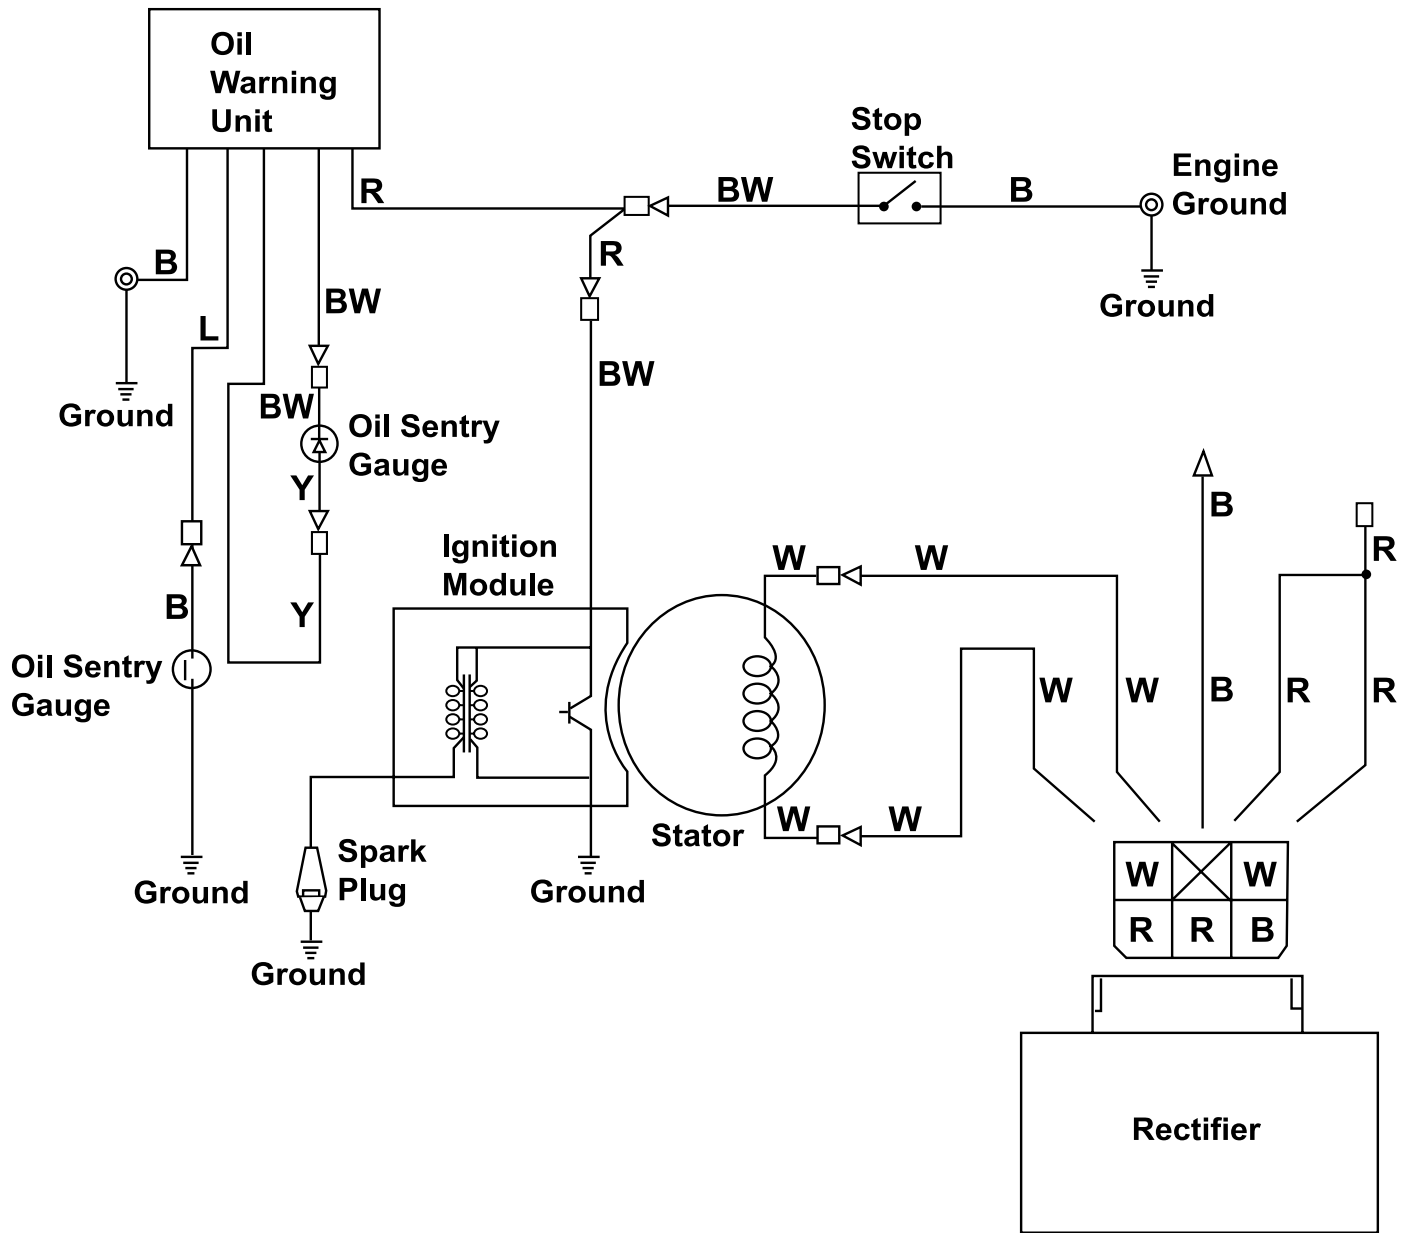 Oil
Warning
Unit
Stop
Switch
Engine
Ground
R
BW
B
B
R
Ground
BW
L
Ground
BW
BW
Oil Sentry
Gauge
Y
B
R
Ignition
Module
W
W
B
Y
Oil Sentry
Gauge
W
W
B
R
R
W
W
Stator
Spark
Plug
Ground
Ground
Ground
W
W
R
R
B
Rectifier